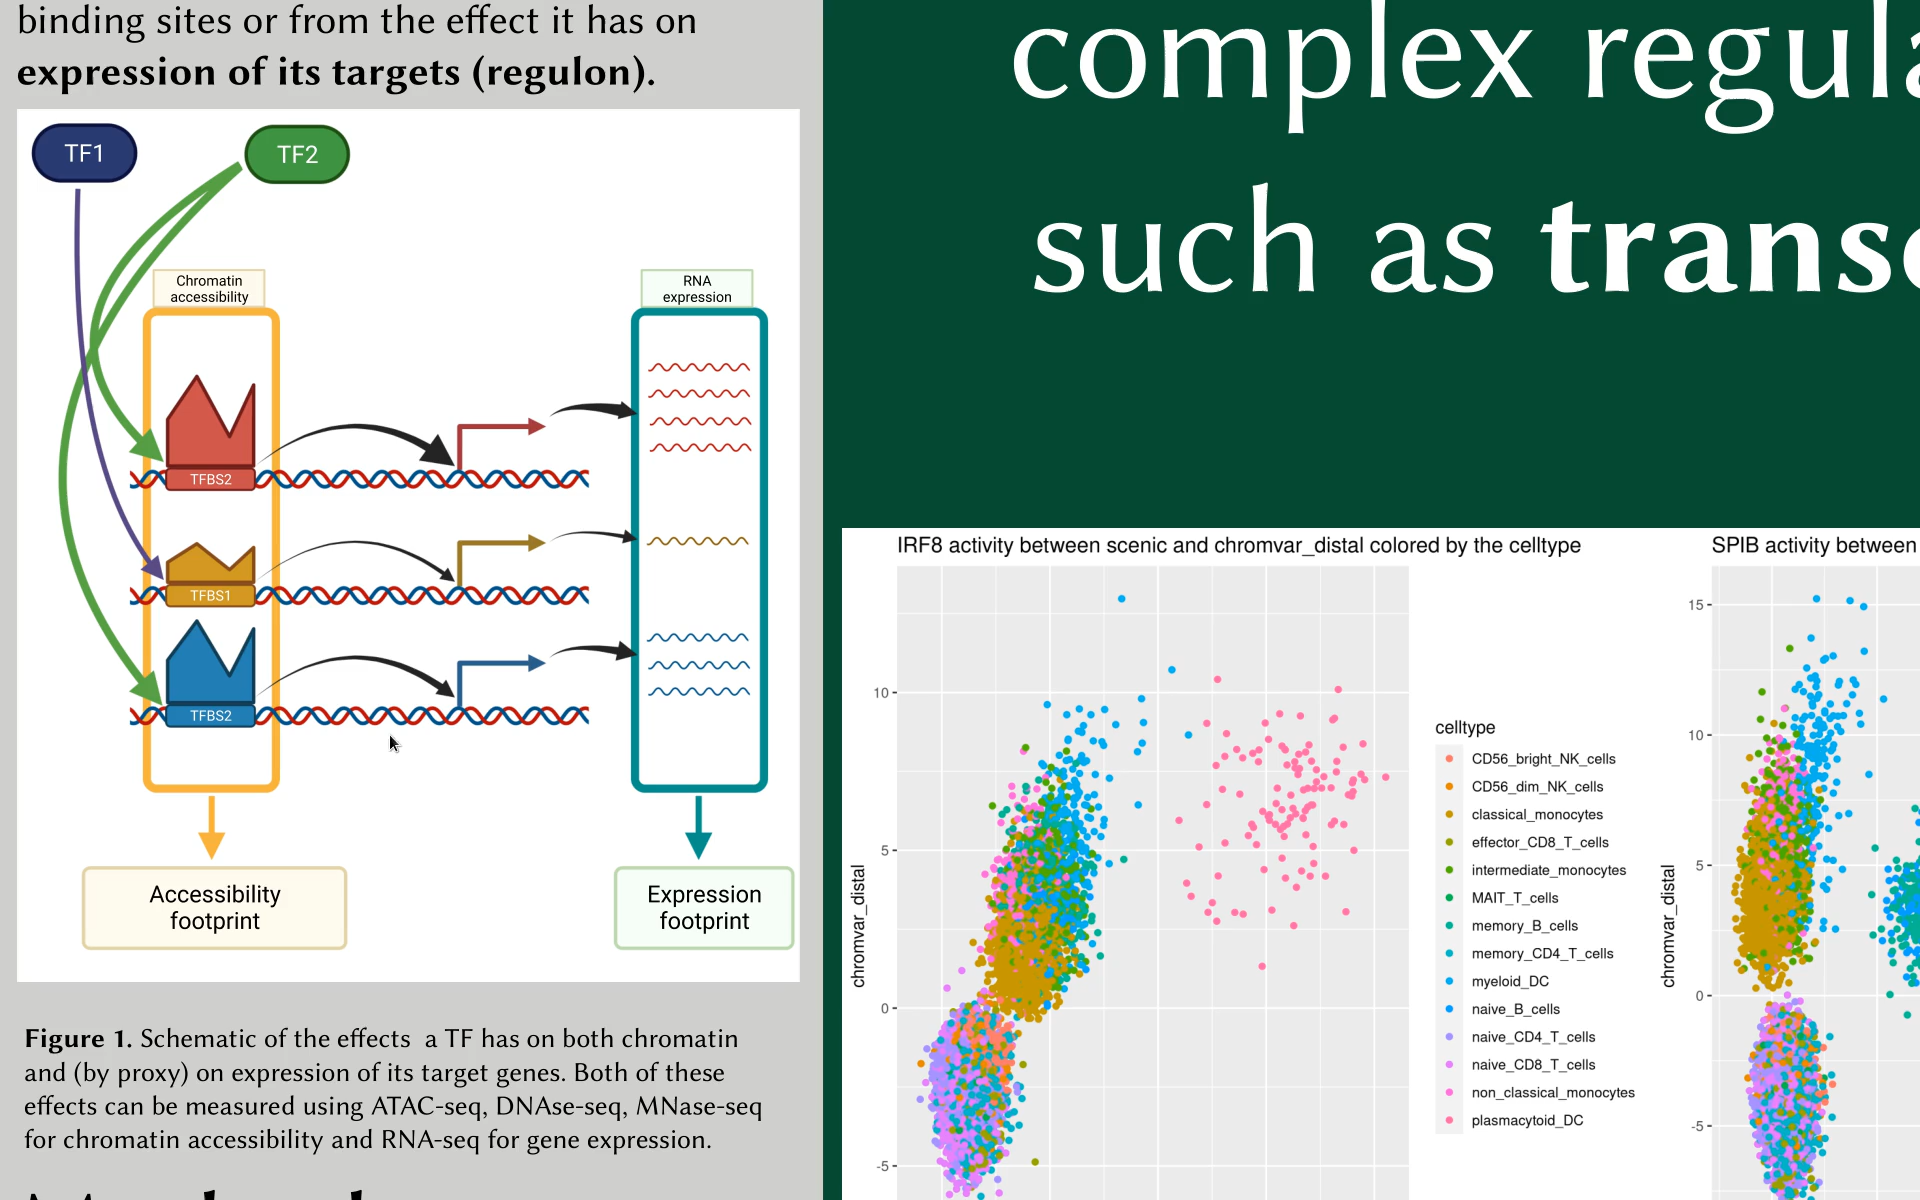 binding sites or from the effect it has on
expression of its targets (regulon).
TF1
TF2
Chromatin
accessibility
RNA
expression
TFBS2
TFBS1
TFBS2
Accessibility
footprint
Expression
footprint
Figure 1. Schematic of the effects a TF has on both chromatin
and (by proxy) on expression of its target genes. Both of these
effects can be measured using ATAC-seq, DNAse-seq, MNase-seq
for chromatin accessibility and RNA-seq for gene expression.
complex regula
such as transc
IRF8 activity between scenic and chromvar_distal colored by the celltype
chromvar_distal
10
5
0
-5
celltype
CD56_bright_NK_cells
CD56_dim_NK_cells
classical_monocytes
effector_CD8_T_cells
intermediate_monocytes
MAIT_T_cells
memory_B_cells
memory_CD4_T_cells
myeloid_DC
naive_B_cells
naive_CD4_T_cells
naive_CD8_T_cells
non_classical_monocytes
plasmacytoid_DC
SPIB activity between
chromvar_distal
15
10
5
0
-5